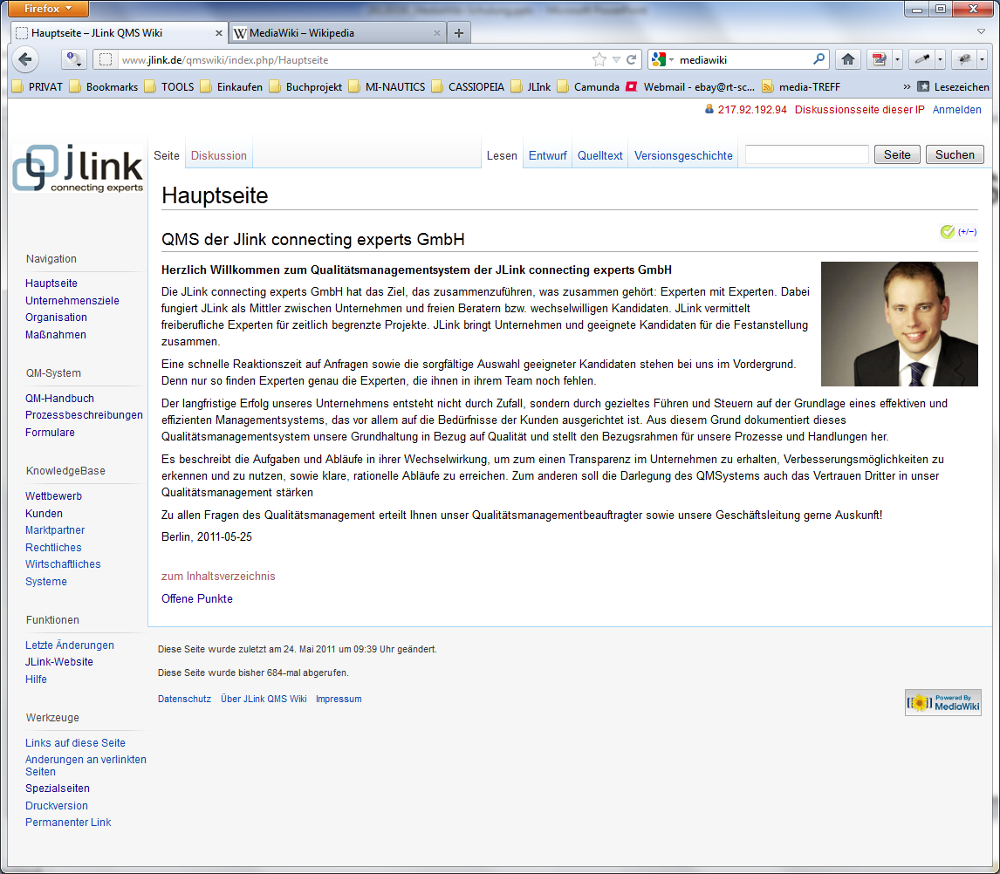 Firefox
Hauptseite – JLink QMS Wiki
MediaWiki – Wikipedia
www.jlink.de/qmswiki/index.php/Hauptseite
mediawiki
PRIVAT Bookmarks TOOLS Einkaufen Buchprojekt MI-NAUTICS CASSIOPEIA JLInk Camunda Webmail - ebay@rt-sc... media-TREFF » Lesezeichen
217.92.192.94 Diskussionsseite dieser IP Anmelden
jlink
connecting experts
Seite Diskussion Lesen Entwurf Quelltext Versionsgeschichte Seite Suchen
Hauptseite
QMS der Jlink connecting experts GmbH
(+/−)
Herzlich Willkommen zum Qualitätsmanagementsystem der JLink connecting experts GmbH
Die JLink connecting experts GmbH hat das Ziel, das zusammenzuführen, was zusammen gehört: Experten mit Experten. Dabei
fungiert JLink als Mittler zwischen Unternehmen und freien Beratern bzw. wechselwilligen Kandidaten. JLink vermittelt
freiberufliche Experten für zeitlich begrenzte Projekte. JLink bringt Unternehmen und geeignete Kandidaten für die Festanstellung
zusammen.
Eine schnelle Reaktionszeit auf Anfragen sowie die sorgfältige Auswahl geeigneter Kandidaten stehen bei uns im Vordergrund.
Denn nur so finden Experten genau die Experten, die ihnen in ihrem Team noch fehlen.
Der langfristige Erfolg unseres Unternehmens entsteht nicht durch Zufall, sondern durch gezieltes Führen und Steuern auf der Grundlage eines effektiven und
effizienten Managementsystems, das vor allem auf die Bedürfnisse der Kunden ausgerichtet ist. Aus diesem Grund dokumentiert dieses
Qualitätsmanagementsystem unsere Grundhaltung in Bezug auf Qualität und stellt den Bezugsrahmen für unsere Prozesse und Handlungen her.
Es beschreibt die Aufgaben und Abläufe in ihrer Wechselwirkung, um zum einen Transparenz im Unternehmen zu erhalten, Verbesserungsmöglichkeiten zu
erkennen und zu nutzen, sowie klare, rationelle Abläufe zu erreichen. Zum anderen soll die Darlegung des QMSystems auch das Vertrauen Dritter in unser
Qualitätsmanagement stärken
Zu allen Fragen des Qualitätsmanagement erteilt Ihnen unser Qualitätsmanagementbeauftragter sowie unsere Geschäftsleitung gerne Auskunft!
Berlin, 2011-05-25
zum Inhaltsverzeichnis
Offene Punkte
Navigation
Hauptseite
Unternehmensziele
Organisation
Maßnahmen
QM-System
QM-Handbuch
Prozessbeschreibungen
Formulare
KnowledgeBase
Wettbewerb
Kunden
Marktpartner
Rechtliches
Wirtschaftliches
Systeme
Funktionen
Letzte Änderungen
JLink-Website
Hilfe
Werkzeuge
Links auf diese Seite
Änderungen an verlinkten
Seiten
Spezialseiten
Druckversion
Permanenter Link
Diese Seite wurde zuletzt am 24. Mai 2011 um 09:39 Uhr geändert.
Diese Seite wurde bisher 684-mal abgerufen.
Datenschutz Über JLink QMS Wiki Impressum
Powered By
MediaWiki